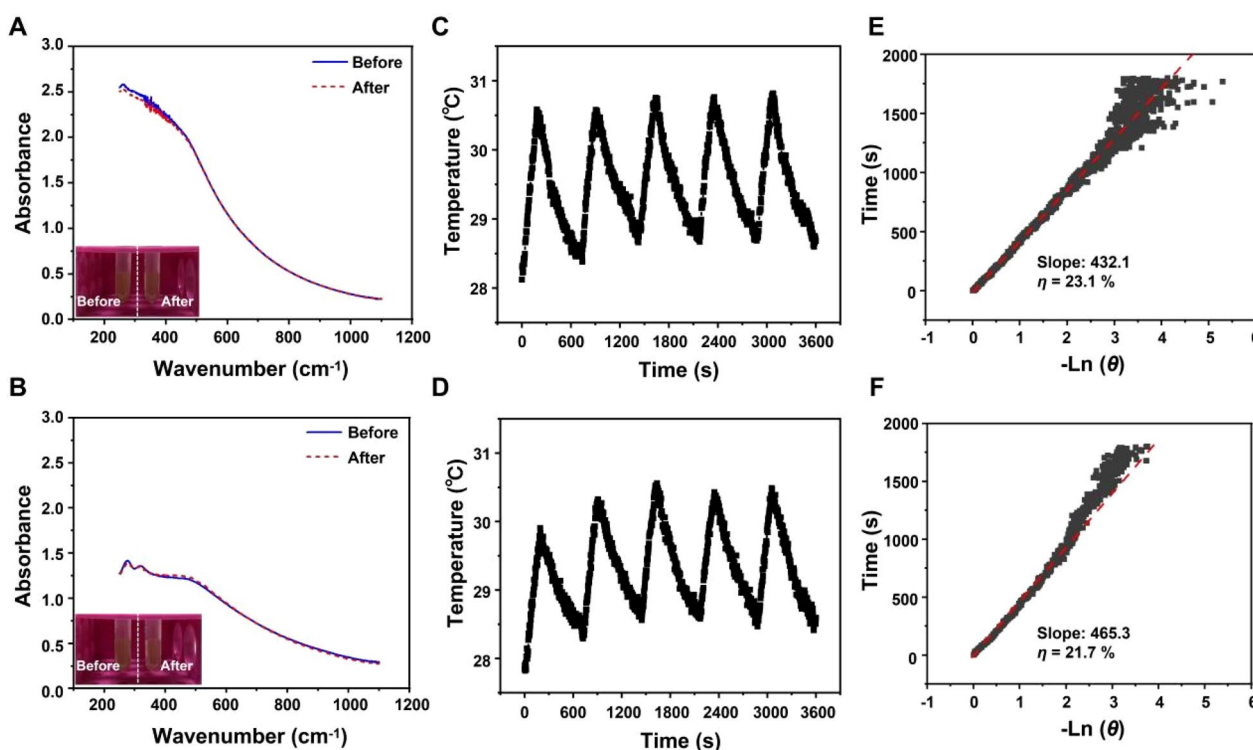 A
3.0
2.5
2.0
1.5
1.0
0.5
0.0
Absorbance
Before
After
Before
After
200 400 600 800 1000 1200
Wavenumber (cm-1)
C
31
30
29
28
Temperature (°C)
0 600 1200 1800 2400 3000 3600
Time (s)
E
2000
1500
1000
500
0
Time (s)
Slope: 432.1
η = 23.1 %
-1 0 1 2 3 4 5 6
-Ln (θ)
B
3.0
2.5
2.0
1.5
1.0
0.5
0.0
Absorbance
Before
After
Before
After
200 400 600 800 1000 1200
Wavenumber (cm-1)
D
31
30
29
28
Temperature (°C)
0 600 1200 1800 2400 3000 3600
Time (s)
F
2000
1500
1000
500
0
Time (s)
Slope: 465.3
η = 21.7 %
-1 0 1 2 3 4 5 6
-Ln (θ)